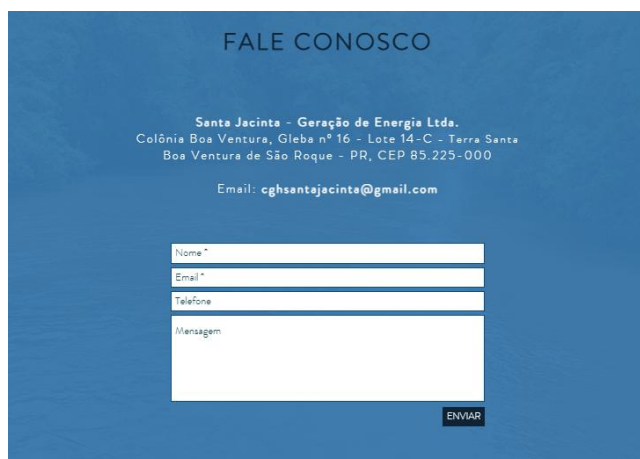 FALE CONOSCO
Santa Jacinta - Geração de Energia Ltda.
Colônia Boa Ventura, Gleba nº 16 - Lote 14-C - Terra Santa
Boa Ventura de São Roque - PR, CEP 85.225-000
Email: cghsantajacinta@gmail.com
Nome *
Email *
Telefone
Mensagem
ENVIAR